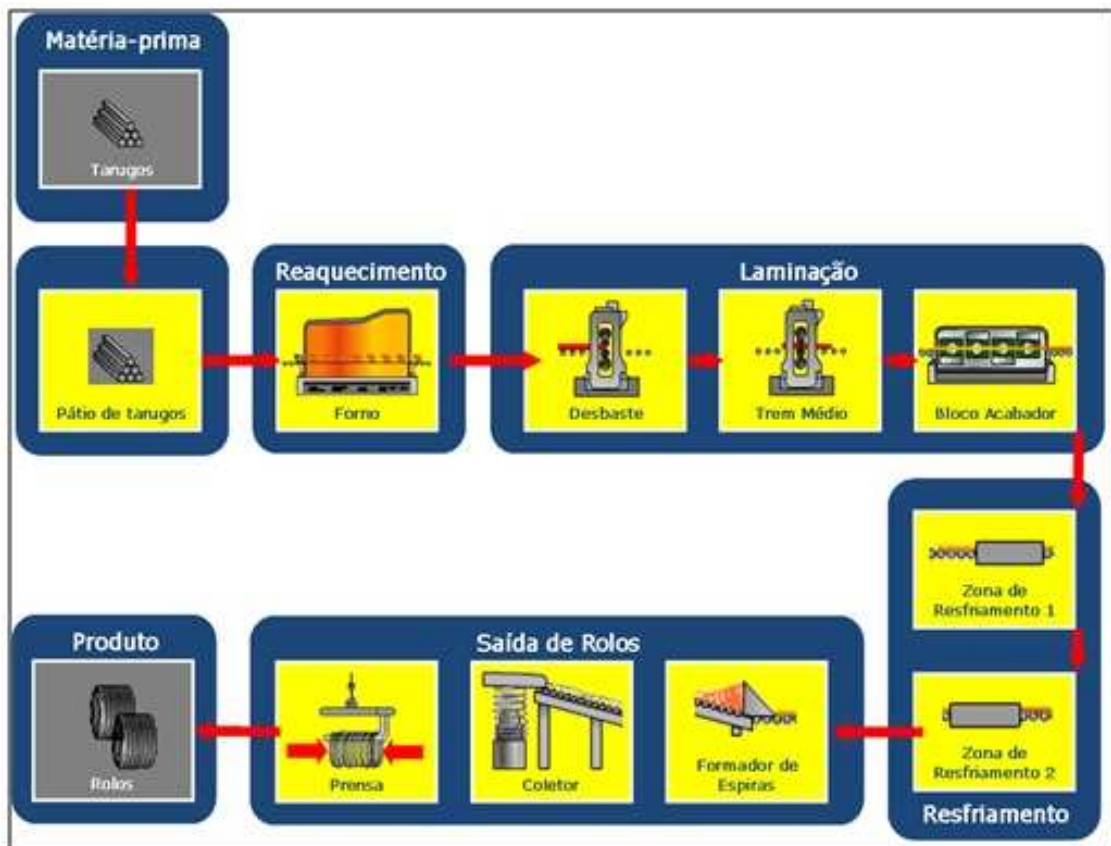 Matéria-prima
Tarugos
Pátio de tarugos
Reaquecimento
Forno
Laminação
Desbaste
Trem Médio
Bloco Acabador
Zona de
Resfriamento 1
Zona de
Resfriamento 2
Resfriamento
Saída de Rolos
Formador de
Espiras
Coletor
Prensa
Produto
Rolos